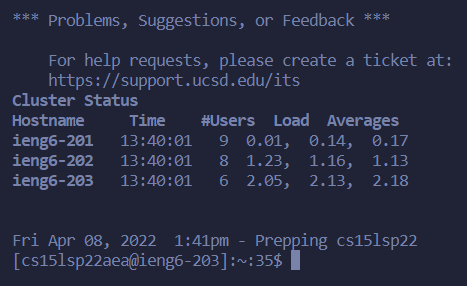 *** Problems, Suggestions, or Feedback ***
For help requests, please create a ticket at:
https://support.ucsd.edu/its
Cluster Status
Hostname     Time    #Users  Load  Averages
ieng6-201   13:40:01   9  0.01,  0.14,  0.17
ieng6-202   13:40:01   8  1.23,  1.16,  1.13
ieng6-203   13:40:01   6  2.05,  2.13,  2.18
Fri Apr 08, 2022  1:41pm - Prepping cs15lsp22
[cs15lsp22aea@ieng6-203]:~:35$